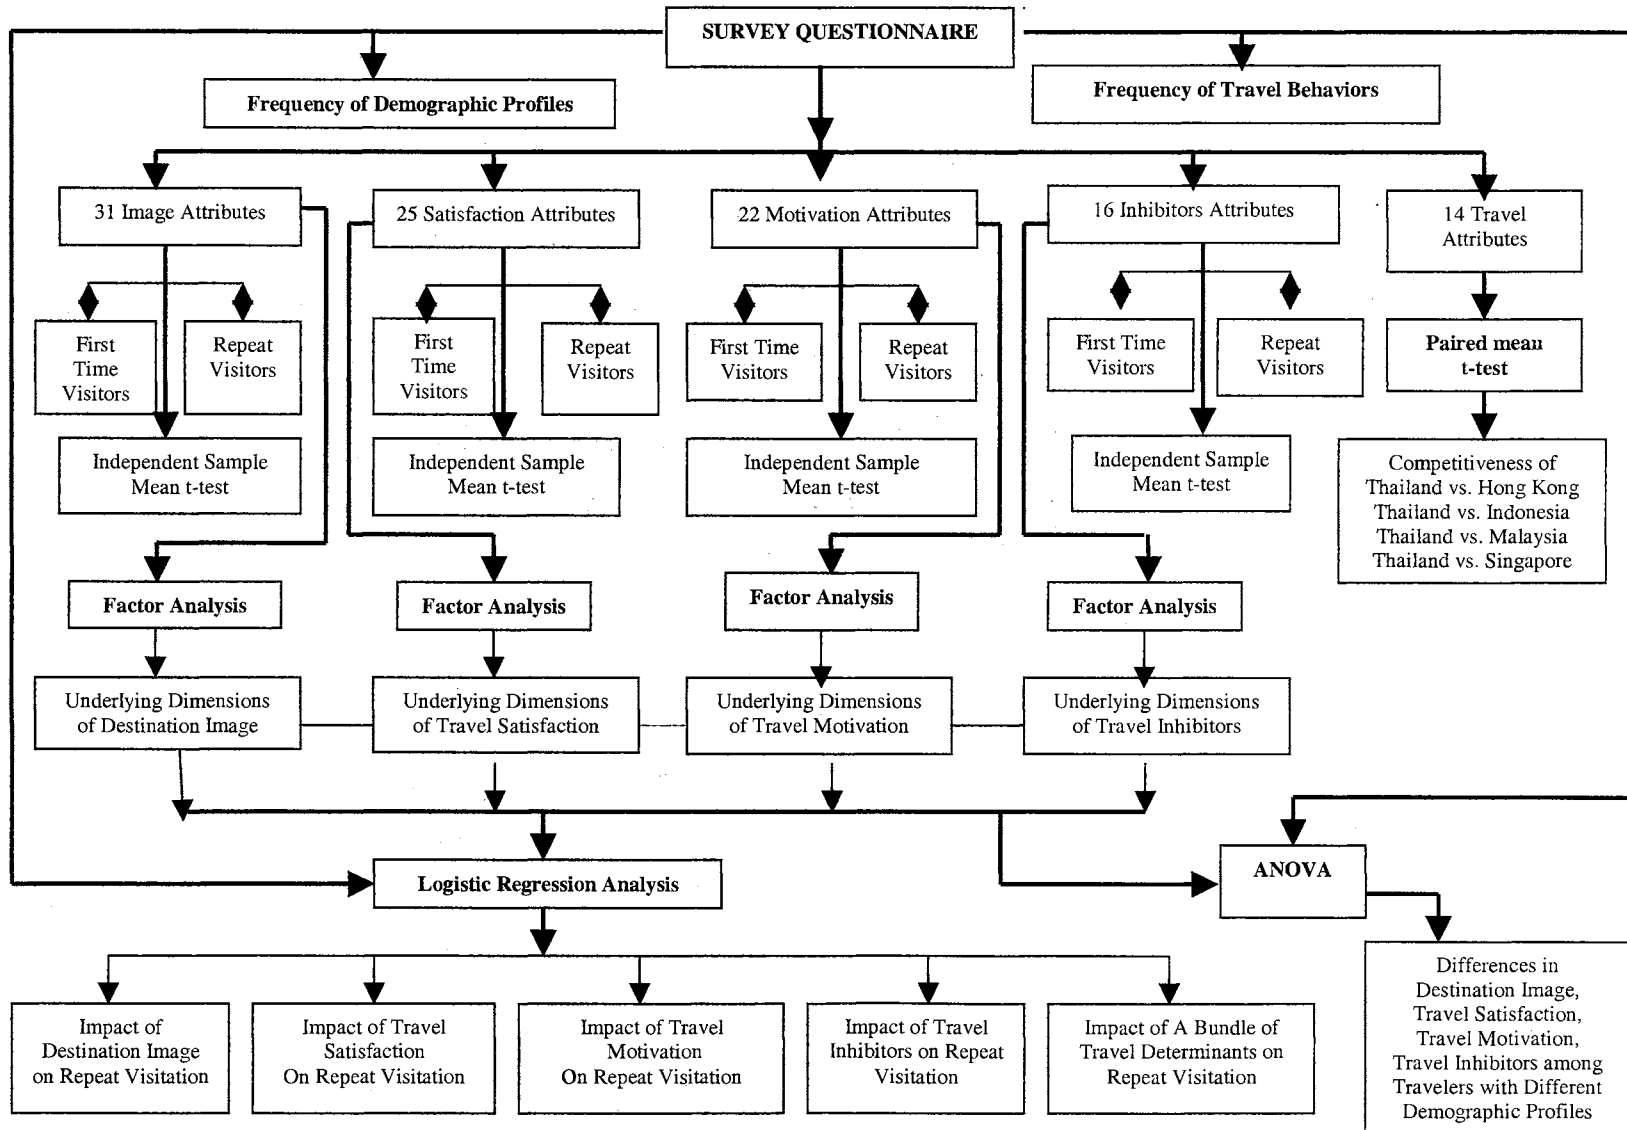 SURVEY QUESTIONNAIRE
Frequency of Demographic Profiles
Frequency of Travel Behaviors
31 Image Attributes
25 Satisfaction Attributes
22 Motivation Attributes
16 Inhibitors Attributes
14 Travel
Attributes
First
Time
Visitors
Repeat
Visitors
First
Time
Visitors
Repeat
Visitors
First Time
Visitors
Repeat
Visitors
First Time
Visitors
Repeat
Visitors
Paired mean
t-test
Independent Sample
Mean t-test
Independent Sample
Mean t-test
Independent Sample
Mean t-test
Independent Sample
Mean t-test
Competitiveness of
Thailand vs. Hong Kong
Thailand vs. Indonesia
Thailand vs. Malaysia
Thailand vs. Singapore
Factor Analysis
Factor Analysis
Factor Analysis
Factor Analysis
Underlying Dimensions
of Destination Image
Underlying Dimensions
of Travel Satisfaction
Underlying Dimensions
of Travel Motivation
Underlying Dimensions
of Travel Inhibitors
Logistic Regression Analysis
ANOVA
Impact of
Destination Image
on Repeat Visitation
Impact of Travel
Satisfaction
On Repeat Visitation
Impact of Travel
Motivation
On Repeat Visitation
Impact of Travel
Inhibitors on Repeat
Visitation
Impact of A Bundle of
Travel Determinants on
Repeat Visitation
Differences in
Destination Image,
Travel Satisfaction,
Travel Motivation,
Travel Inhibitors among
Travelers with Different
Demographic Profiles